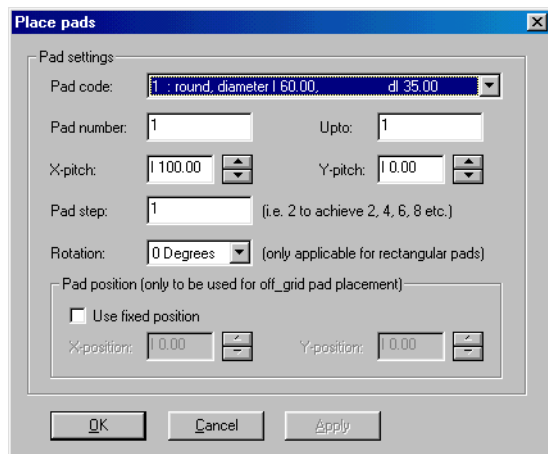 Place pads
Pad settings
Pad code: 1 : round, diameter I 60.00, dI 35.00
Pad number: 1 Upto: 1
X-pitch: I 100.00 Y-pitch: I 0.00
Pad step: 1 (i.e. 2 to achieve 2, 4, 6, 8 etc.)
Rotation: 0 Degrees (only applicable for rectangular pads)
Pad position (only to be used for off_grid pad placement)
Use fixed position
X-position: I 0.00 Y-position: I 0.00
OK Cancel Apply